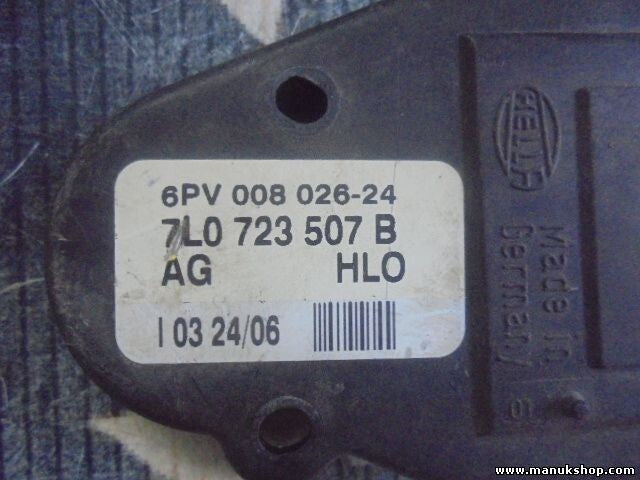 6PV 008 026-24
7L0 723 507 B
AG HLO
I 03 24/06
HELLA
Made in
Germany
www.manukshop.com